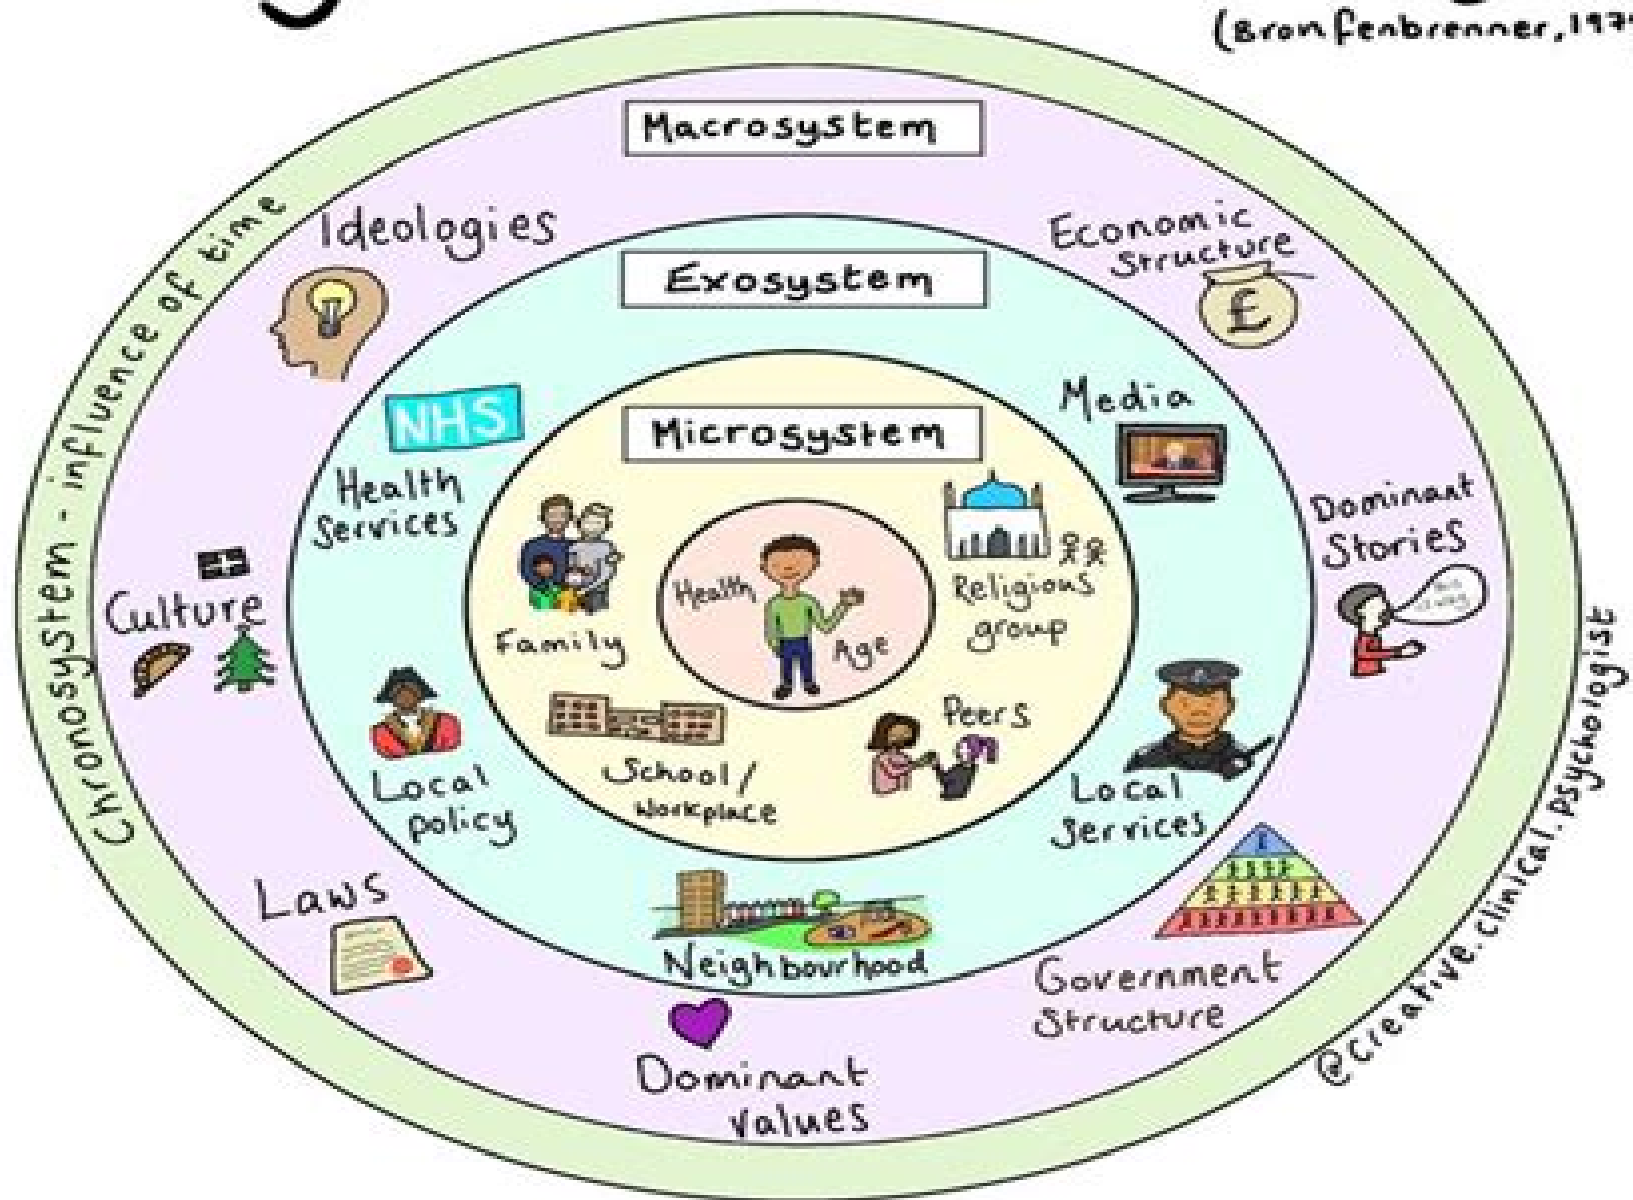 (Bronfenbrenner, 197
Macrosystem
Ideologies
Economic
Structure
£
Exosystem
NHS
Health
Services
Media
Microsystem
Family
Health
Age
Religious
group
Dominant
Stories
Culture
School/
Workplace
Peers
Local
policy
Local
Services
Laws
Neighbourhood
Government
Structure
Dominant
values
Chronosystem - influence of time
@creative.clinical.psychologist